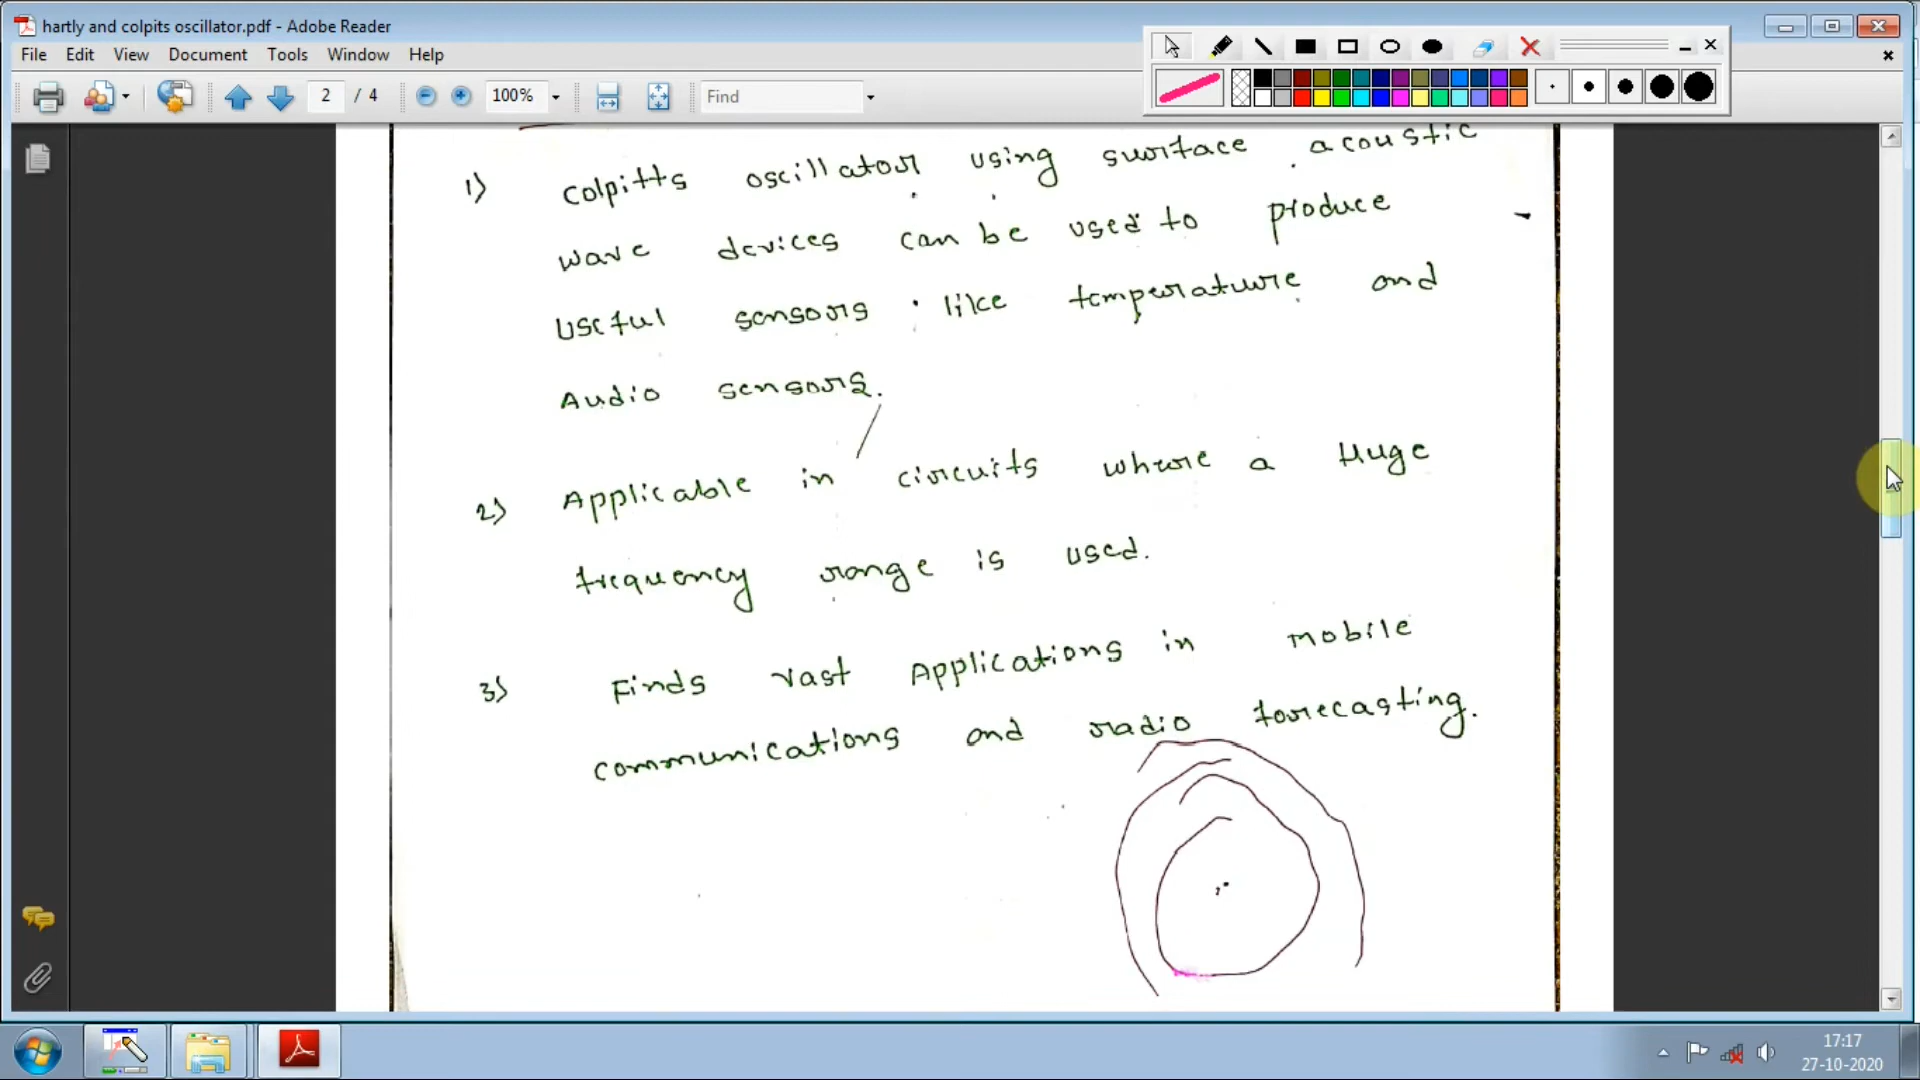 hartly and colpits oscillator.pdf - Adobe Reader
File Edit View Document Tools Window Help
2 / 4 100% Find
1) Colpitts oscillator using surface acoustic
wave devices can be used to produce
useful sensors like temperature and
Audio sensors.
2) Applicable in circuits where a Huge
frequency range is used.
3) Finds vast Applications in mobile
communications and radio forecasting.
17:17
27-10-2020